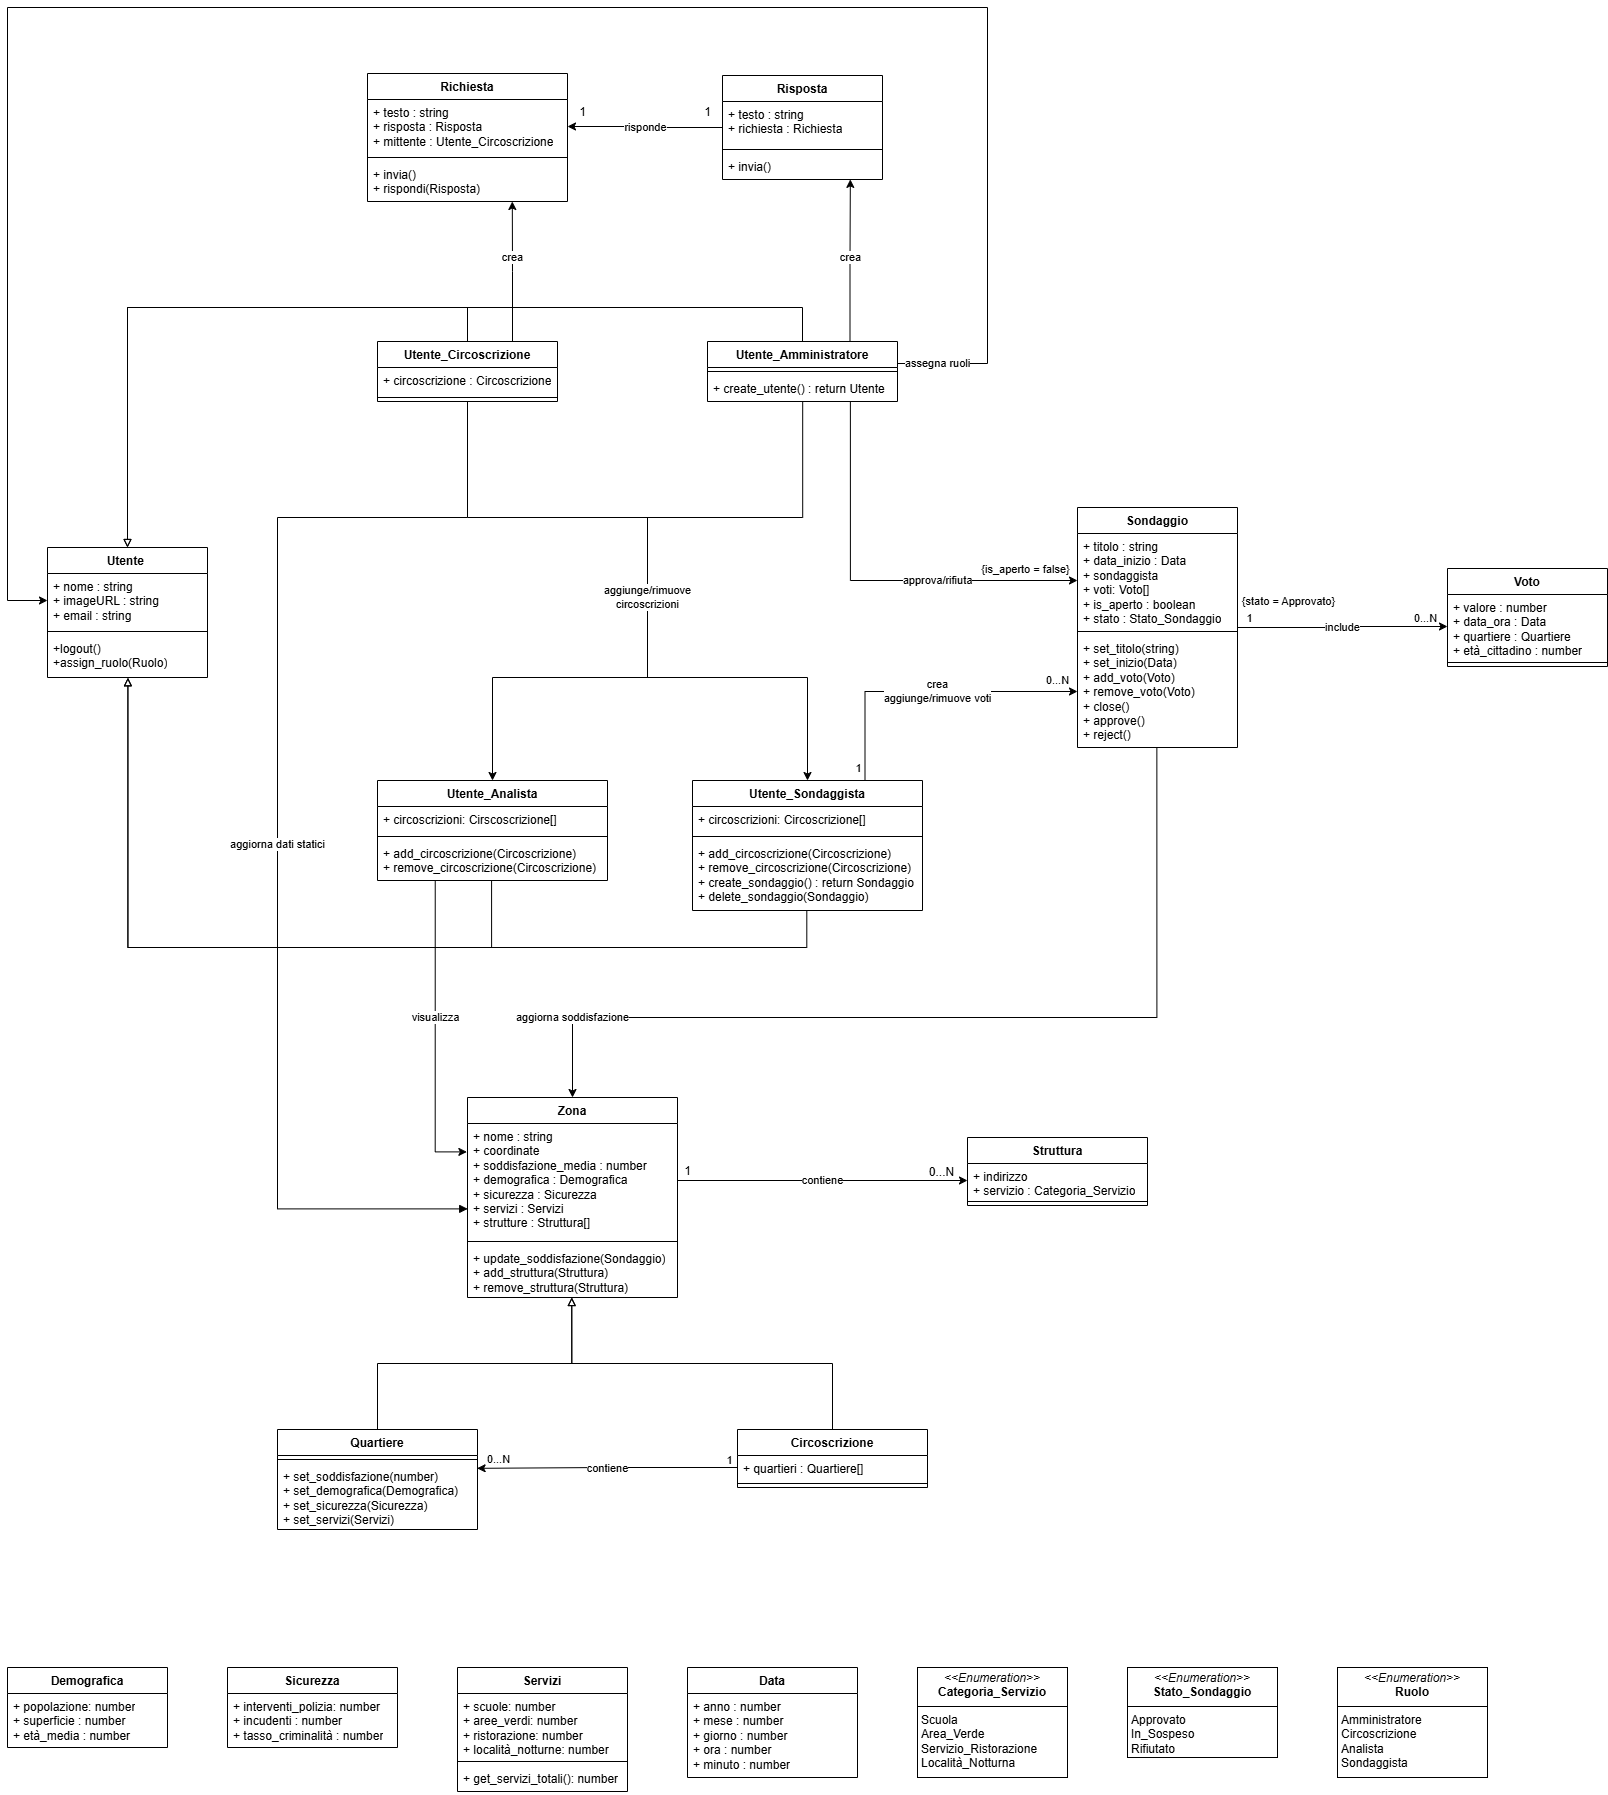 Richiesta
+ testo : string
+ risposta : Risposta
+ mittente : Utente_Circoscrizione
+ invia()
+ rispondi(Risposta)
1
risponde
1
Risposta
+ testo : string
+ richiesta : Richiesta
+ invia()
crea
crea
Utente_Circoscrizione
+ circoscrizione : Circoscrizione
Utente_Amministratore
+ create_utente() : return Utente
assegna ruoli
Utente
+ nome : string
+ imageURL : string
+ email : string
+logout()
+assign_ruolo(Ruolo)
aggiunge/rimuove
circoscrizioni
approva/rifiuta
{is_aperto = false}
Sondaggio
+ titolo : string
+ data_inizio : Data
+ sondaggista
+ voti: Voto[]
+ is_aperto : boolean
+ stato : Stato_Sondaggio
+ set_titolo(string)
+ set_inizio(Data)
+ add_voto(Voto)
+ remove_voto(Voto)
+ close()
+ approve()
+ reject()
{stato = Approvato}
1
include
0...N
Voto
+ valore : number
+ data_ora : Data
+ quartiere : Quartiere
+ età_cittadino : number
crea
aggiunge/rimuove voti
0...N
1
Utente_Analista
+ circoscrizioni: Cirscoscrizione[]
+ add_circoscrizione(Circoscrizione)
+ remove_circoscrizione(Circoscrizione)
Utente_Sondaggista
+ circoscrizioni: Circoscrizione[]
+ add_circoscrizione(Circoscrizione)
+ remove_circoscrizione(Circoscrizione)
+ create_sondaggio() : return Sondaggio
+ delete_sondaggio(Sondaggio)
aggiorna dati statici
visualizza
aggiorna soddisfazione
Zona
+ nome : string
+ coordinate
+ soddisfazione_media : number
+ demografica : Demografica
+ sicurezza : Sicurezza
+ servizi : Servizi
+ strutture : Struttura[]
+ update_soddisfazione(Sondaggio)
+ add_struttura(Struttura)
+ remove_struttura(Struttura)
1
contiene
0...N
Struttura
+ indirizzo
+ servizio : Categoria_Servizio
Quartiere
+ set_soddisfazione(number)
+ set_demografica(Demografica)
+ set_sicurezza(Sicurezza)
+ set_servizi(Servizi)
0...N
contiene
1
Circoscrizione
+ quartieri : Quartiere[]
Demografica
+ popolazione: number
+ superficie : number
+ età_media : number
Sicurezza
+ interventi_polizia: number
+ incudenti : number
+ tasso_criminalità : number
Servizi
+ scuole: number
+ aree_verdi: number
+ ristorazione: number
+ località_notturne: number
+ get_servizi_totali(): number
Data
+ anno : number
+ mese : number
+ giorno : number
+ ora : number
+ minuto : number
<<Enumeration>>
Categoria_Servizio
Scuola
Area_Verde
Servizio_Ristorazione
Località_Notturna
<<Enumeration>>
Stato_Sondaggio
Approvato
In_Sospeso
Rifiutato
<<Enumeration>>
Ruolo
Amministratore
Circoscrizione
Analista
Sondaggista